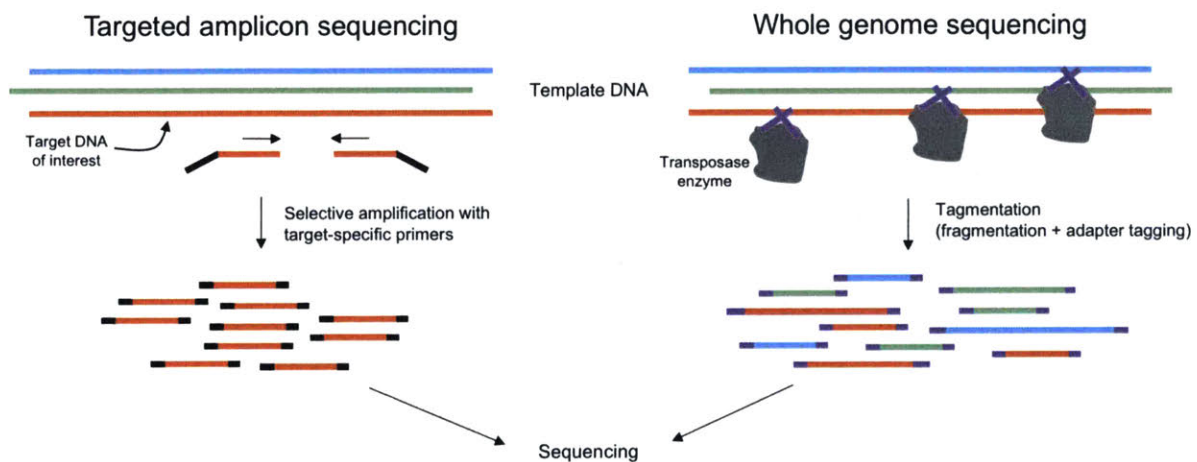 Targeted amplicon sequencing
Whole genome sequencing
Template DNA
Target DNA
of interest
Transposase
enzyme
Selective amplification with
target-specific primers
Tagmentation
(fragmentation + adapter tagging)
Sequencing